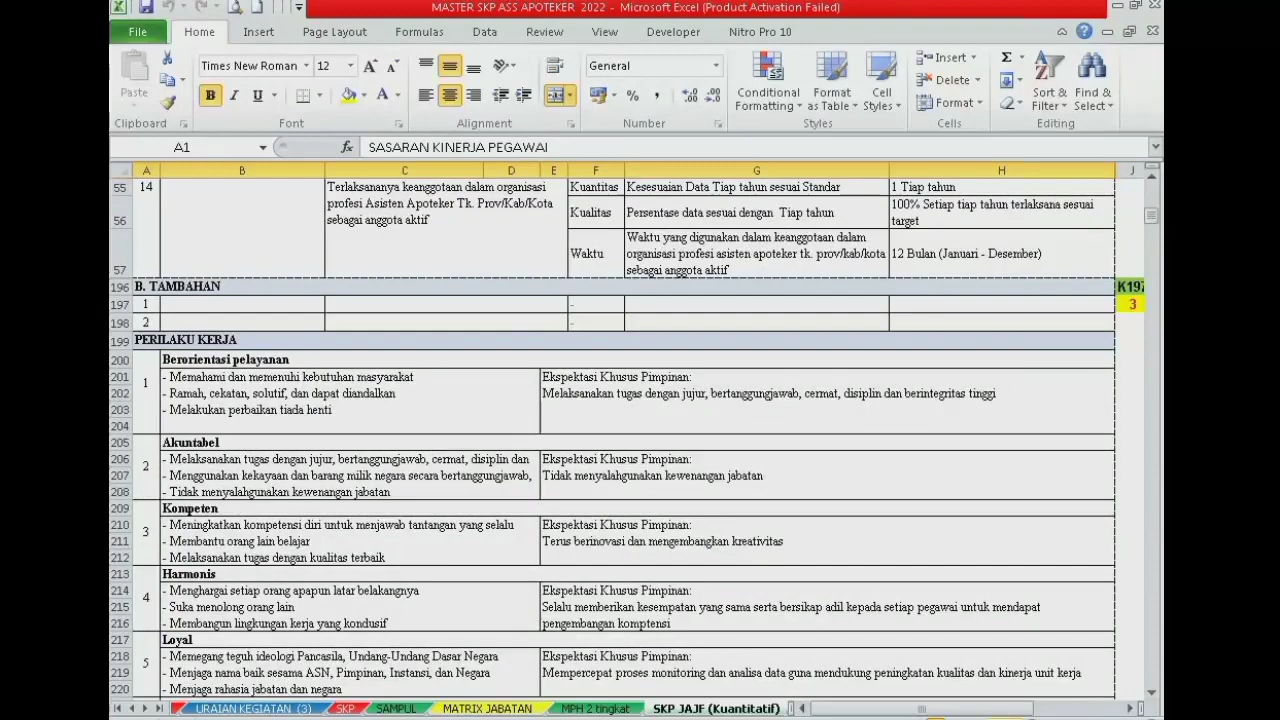 MASTER SKP ASS APOTEKER 2022 - Microsoft Excel (Product Activation Failed)
File Home Insert Page Layout Formulas Data Review View Developer Nitro Pro 10
Times New Roman 12 General
Insert
Delete
Format
Paste B I U A % , Conditional Formatting Format as Table Cell Styles Sort & Filter Find & Select
Clipboard Font Alignment Number Styles Cells Editing
A1 fx SASARAN KINERJA PEGAWAI
A B C D E F G H J
55 14 Terlaksananya keanggotaan dalam organisasi Kuantitas Kesesuaian Data Tiap tahun sesuai Standar 1 Tiap tahun
profesi Asisten Apoteker Tk. Prov/Kab/Kota
56 sebagai anggota aktif Kualitas Persentase data sesuai dengan Tiap tahun 100% Setiap tiap tahun terlaksana sesuai
target
Waktu yang digunakan dalam keanggotaan dalam
Waktu organisasi profesi asisten apoteker tk. prov/kab/kota 12 Bulan (Januari - Desember)
57 sebagai anggota aktif
196 B. TAMBAHAN K197
197 1 - 3
198 2 -
199 PERILAKU KERJA
200 Berorientasi pelayanan
201 1 - Memahami dan memenuhi kebutuhan masyarakat Ekspektasi Khusus Pimpinan:
202 - Ramah, cekatan, solutif, dan dapat diandalkan Melaksanakan tugas dengan jujur, bertanggungjawab, cermat, disiplin dan berintegritas tinggi
203 - Melakukan perbaikan tiada henti
204
205 Akuntabel
206 2 - Melaksanakan tugas dengan jujur, bertanggungjawab, cermat, disiplin dan Ekspektasi Khusus Pimpinan:
207 - Menggunakan kekayaan dan barang milik negara secara bertanggungjawab, Tidak menyalahgunakan kewenangan jabatan
208 - Tidak menyalahgunakan kewenangan jabatan
209 Kompeten
210 3 - Meningkatkan kompetensi diri untuk menjawab tantangan yang selalu Ekspektasi Khusus Pimpinan:
211 - Membantu orang lain belajar Terus berinovasi dan mengembangkan kreativitas
212 - Melaksanakan tugas dengan kualitas terbaik
213 Harmonis
214 4 - Menghargai setiap orang apapun latar belakangnya Ekspektasi Khusus Pimpinan:
215 - Suka menolong orang lain Selalu memberikan kesempatan yang sama serta bersikap adil kepada setiap pegawai untuk mendapat
216 - Membangun lingkungan kerja yang kondusif pengembangan komptensi
217 Loyal
218 5 - Memegang teguh ideologi Pancasila, Undang-Undang Dasar Negara Ekspektasi Khusus Pimpinan:
219 - Menjaga nama baik sesama ASN, Pimpinan, Instansi, dan Negara Mempercepat proses monitoring dan analisa data guna mendukung peningkatan kualitas dan kinerja unit kerja
220 - Menjaga rahasia jabatan dan negara
URAIAN KEGIATAN (3) SKP SAMPUL MATRIX JABATAN MPH 2 tingkat SKP JAJF (Kuantitatif)